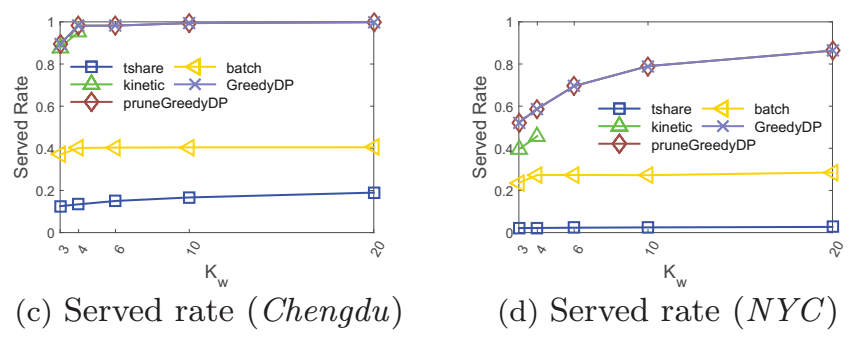 1
0.8
0.6
0.4
0.2
0
Served Rate
tshare
batch
kinetic
GreedyDP
pruneGreedyDP
3
4
6
10
20
K_w
(c) Served rate (Chengdu)
1
0.8
0.6
0.4
0.2
0
Served Rate
tshare
batch
kinetic
GreedyDP
pruneGreedyDP
3
4
6
10
20
K_w
(d) Served rate (NYC)